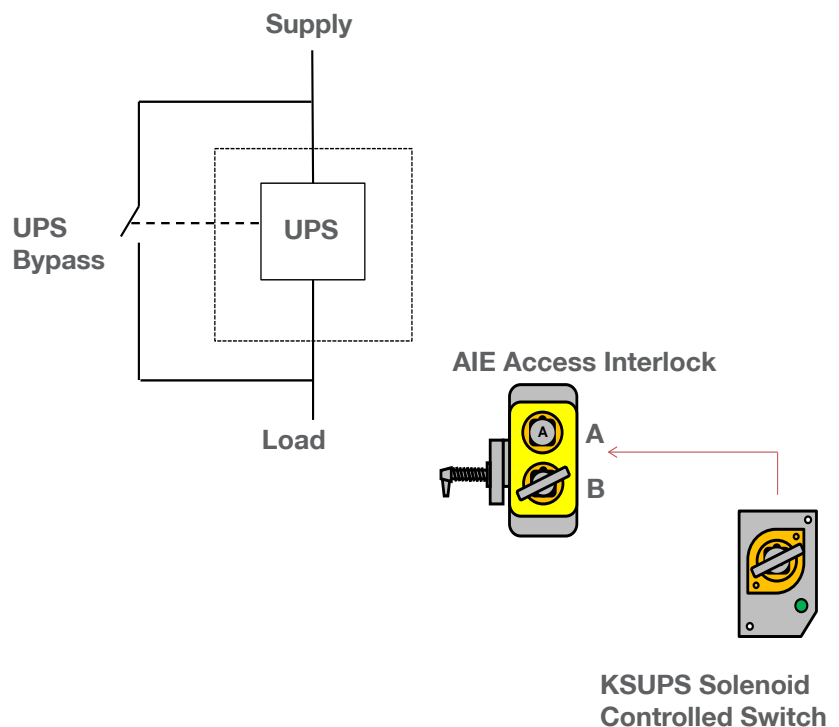 Supply
UPS
Bypass
UPS
Load
AIE Access Interlock
A
A
B
KSUPS Solenoid
Controlled Switch